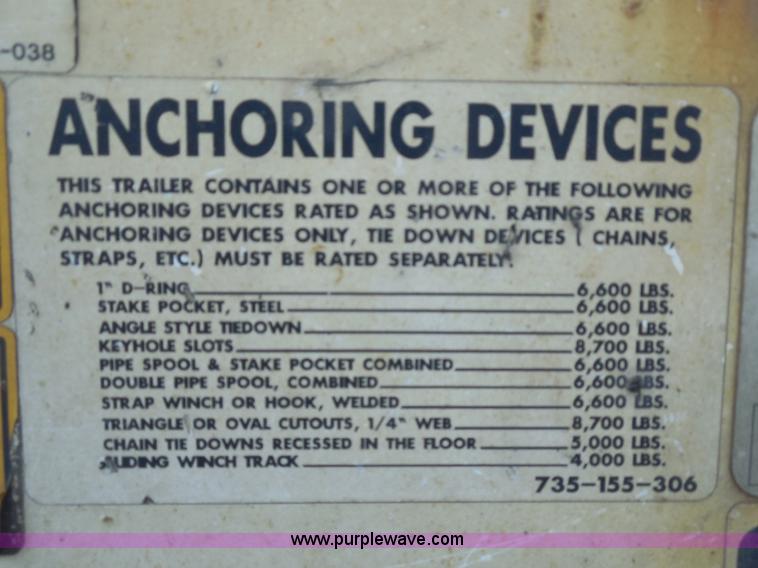 -038
ANCHORING DEVICES
THIS TRAILER CONTAINS ONE OR MORE OF THE FOLLOWING
ANCHORING DEVICES RATED AS SHOWN. RATINGS ARE FOR
ANCHORING DEVICES ONLY, TIE DOWN DEVICES ( CHAINS,
STRAPS, ETC.) MUST BE RATED SEPARATELY.
1" D-RING 6,600 LBS.
STAKE POCKET, STEEL 6,600 LBS.
ANGLE STYLE TIEDOWN 6,600 LBS.
KEYHOLE SLOTS 8,700 LBS.
PIPE SPOOL & STAKE POCKET COMBINED 6,600 LBS.
DOUBLE PIPE SPOOL, COMBINED 6,600 LBS.
STRAP WINCH OR HOOK, WELDED 6,600 LBS.
TRIANGLE OR OVAL CUTOUTS, 1/4" WEB 8,700 LBS.
CHAIN TIE DOWNS RECESSED IN THE FLOOR 5,000 LBS.
SLIDING WINCH TRACK 4,000 LBS.
735-155-306
www.purplewave.com